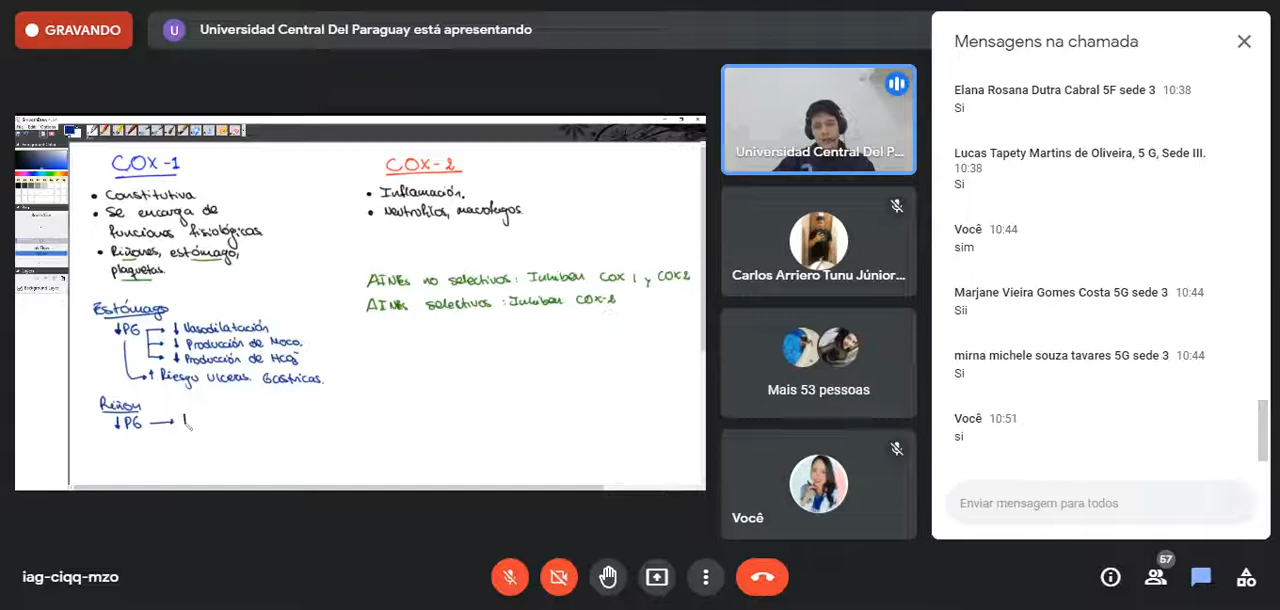 GRAVANDO
U Universidad Central Del Paraguay está apresentando
COX-1
• Constitutiva
• Se encarga de
funciones fisiológicas
• Riñones, estómago,
plaquetas.
Estómago
↓PG
↓ Vasodilatación
↓ Producción de Moco.
↓ Producción de HCO3
↑ Riesgo ulceras Gástricas.
Riñon
↓PG →
COX-2
• Inflamación.
• Neutrofilos, macofagos
AINEs no selectivos: Inhiben COX 1 y COX2
AINEs selectivos: Inhiben COX-2
Universidad Central Del P...
Carlos Arriero Tunu Júnior...
Mais 53 pessoas
Você
Mensagens na chamada
Elana Rosana Dutra Cabral 5F sede 3 10:38
Si
Lucas Tapety Martins de Oliveira, 5 G, Sede III.
10:38
Si
Você 10:44
sim
Marjane Vieira Gomes Costa 5G sede 3 10:44
Sii
mirna michele souza tavares 5G sede 3 10:44
Si
Você 10:51
si
Enviar mensagem para todos
iag-ciqq-mzo
57